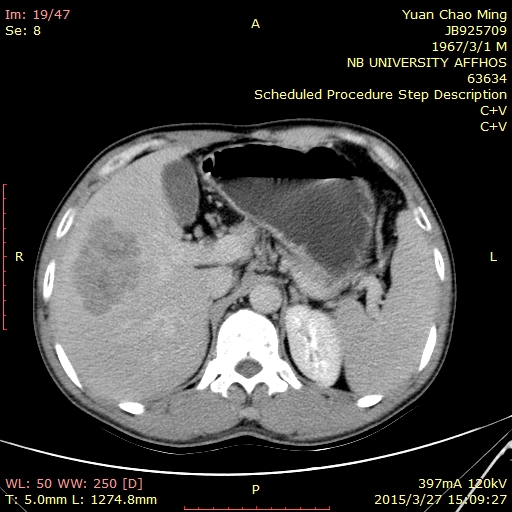 Im: 19/47
Se: 8
A
Yuan Chao Ming
JB925709
1967/3/1 M
NB UNIVERSITY AFFHOS
63634
Scheduled Procedure Step Description
C+V
C+V
R
L
WL: 50 WW: 250 [D]
T: 5.0mm L: 1274.8mm
P
397mA 120kV
2015/3/27 15:09:27